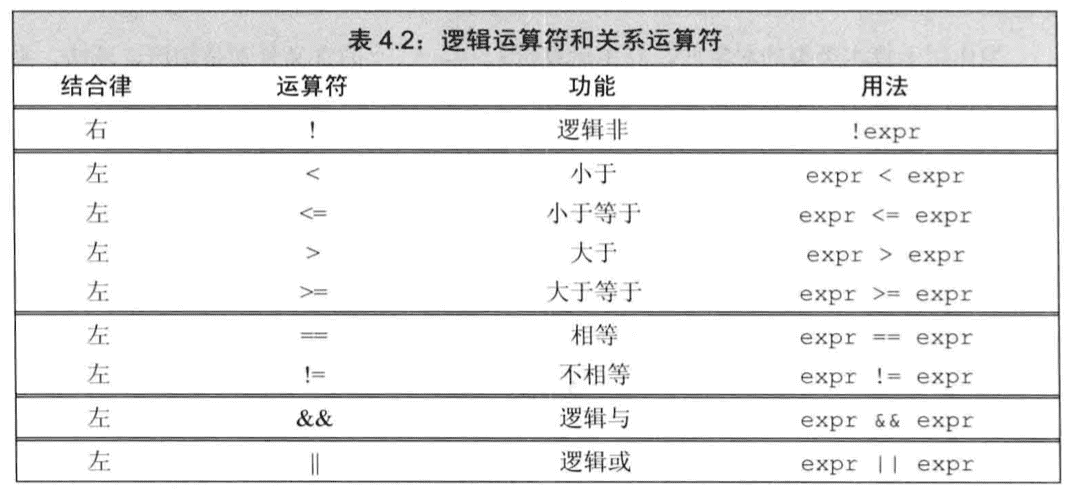 表 4.2：逻辑运算符和关系运算符
结合律 运算符 功能 用法
右 ! 逻辑非 !expr
左 < 小于 expr < expr
左 <= 小于等于 expr <= expr
左 > 大于 expr > expr
左 >= 大于等于 expr >= expr
左 == 相等 expr == expr
左 != 不相等 expr != expr
左 && 逻辑与 expr && expr
左 || 逻辑或 expr || expr